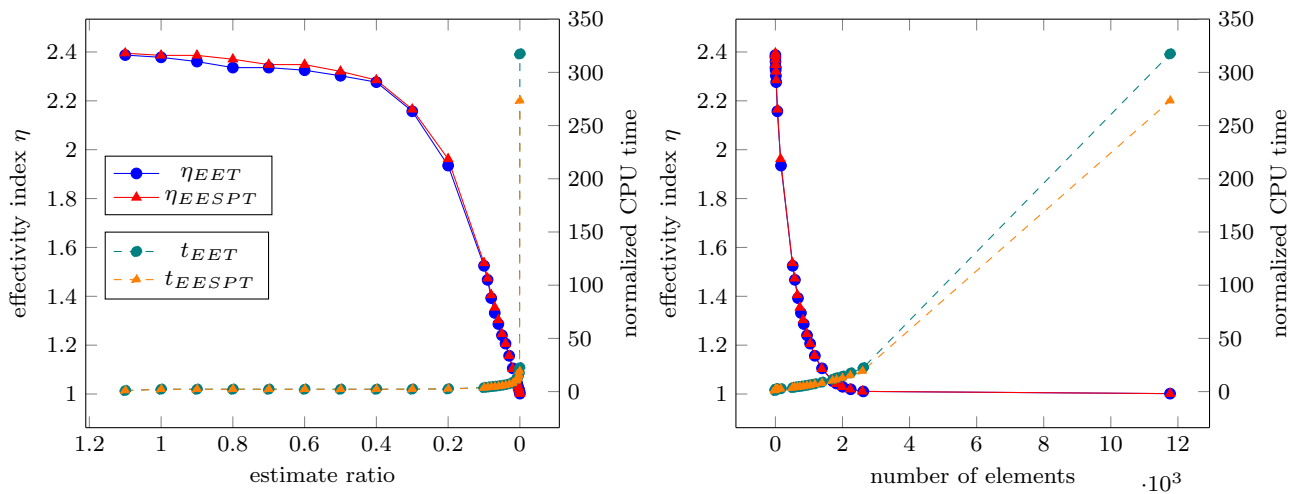 350
300
250
200
150
100
50
0
normalized CPU time
2.4
2.2
2
1.8
1.6
1.4
1.2
1
effectivity index η
η_EET
η_EESPT
t_EET
t_EESPT
1.2 1 0.8 0.6 0.4 0.2 0
estimate ratio
350
300
250
200
150
100
50
0
normalized CPU time
2.4
2.2
2
1.8
1.6
1.4
1.2
1
effectivity index η
0 2 4 6 8 10 12
number of elements
·10³